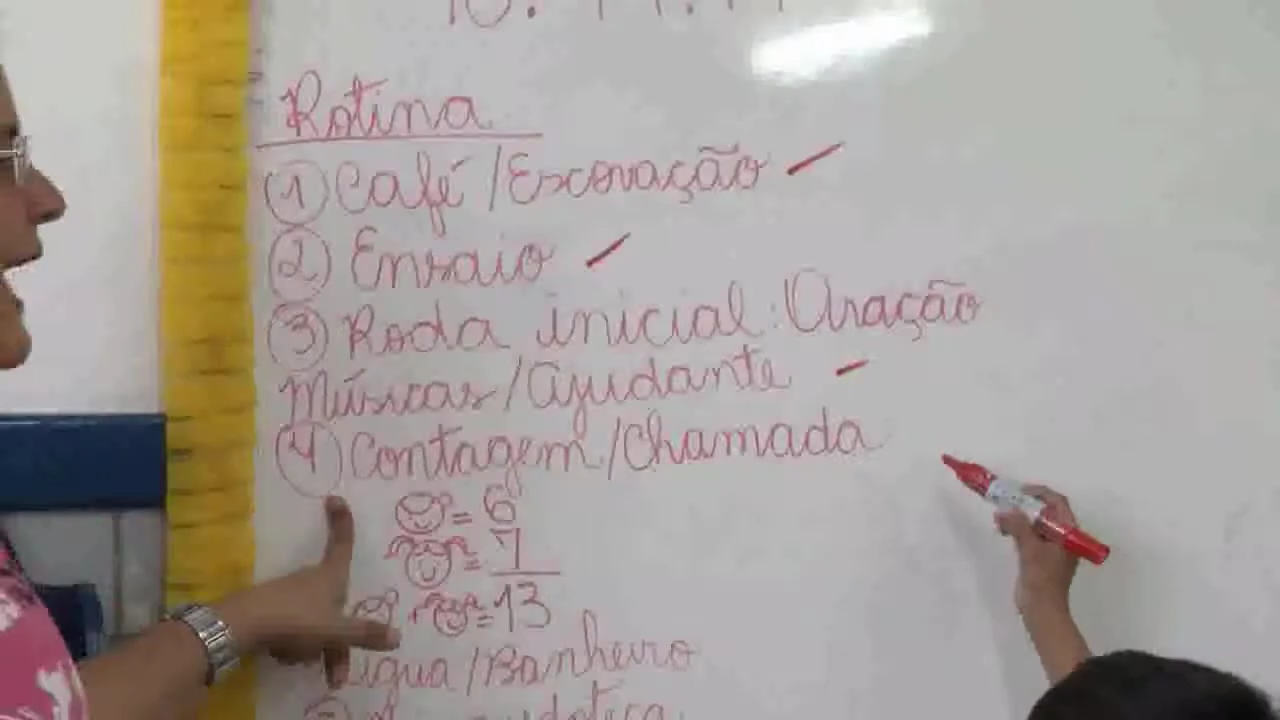 Rotina
1 Café/Escovação
2 Ensaio
3 Roda inicial: Oração
Músicas/Ajudante
4 Contagem/Chamada
= 6
= 7
= 13
Água/Banheiro